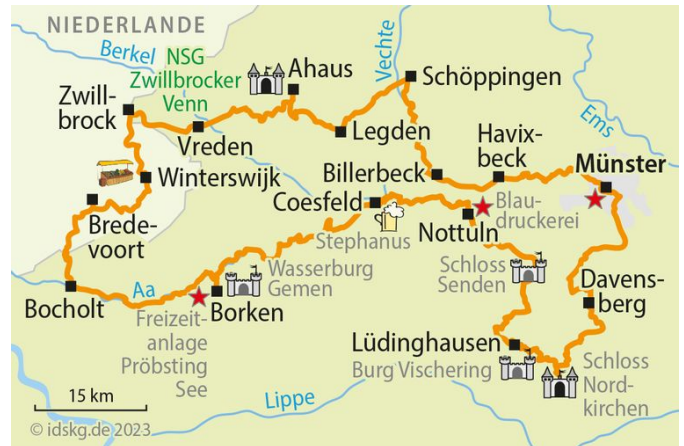 NIEDERLANDE
Berkel
NSG
Zwillbrocker
Venn
Ahaus
Vechte
Schöppingen
Zwill-
brock
Vreden
Legden
Havix-
beck
Ems
Billerbeck
Münster
Winterswijk
Coesfeld
Blau-
druckerei
Brede-
voort
Stephanus
Nottuln
Wasserburg
Gemen
Schloss
Senden
Aa
Davens-
berg
Bocholt
Borken
Freizeit-
anlage
Pröbsting
See
Lüdinghausen
Burg Vischering
Schloss
Nord-
kirchen
15 km
Lippe
© idskg.de 2023